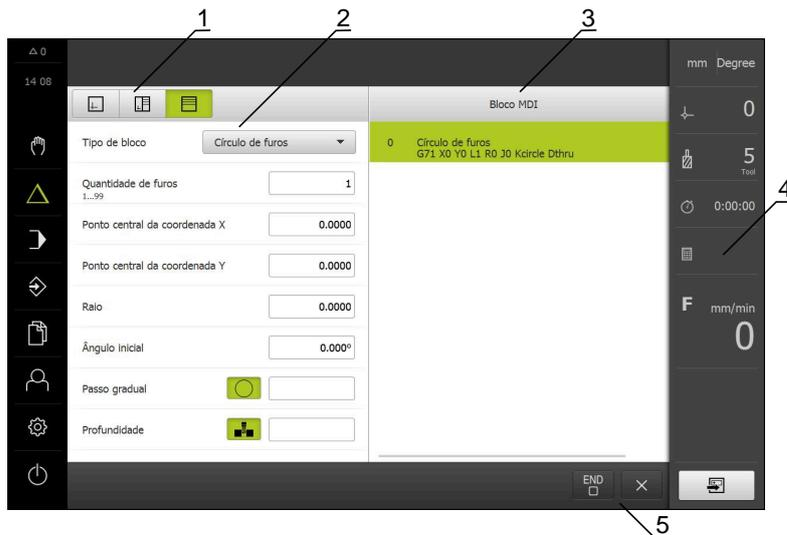 1
2
3
0
14 08
mm Degree
Bloco MDI
0
Tipo de bloco
Círculo de furos
0 Círculo de furos
G71 X0 Y0 L1 R0 J0 Kcircle Dthru
5
Tool
Quantidade de furos
1...99
1
4
0:00:00
Ponto central da coordenada X
0.0000
Ponto central da coordenada Y
0.0000
Raio
0.0000
F mm/min
0
Ângulo inicial
0.000°
Passo gradual
Profundidade
END
5